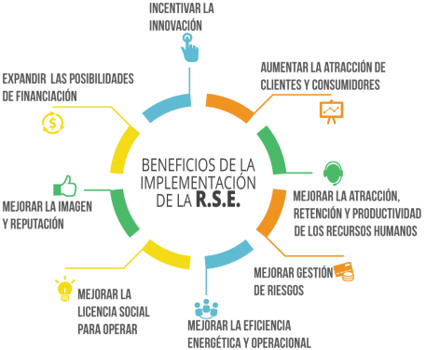 INCENTIVAR LA
INNOVACIÓN
AUMENTAR LA ATRACCIÓN DE
CLIENTES Y CONSUMIDORES
EXPANDIR LAS POSIBILIDADES
DE FINANCIACIÓN
$
BENEFICIOS DE LA
IMPLEMENTACIÓN
DE LA R.S.E.
MEJORAR LA ATRACCIÓN,
RETENCIÓN Y PRODUCTIVIDAD
DE LOS RECURSOS HUMANOS
MEJORAR LA IMAGEN
Y REPUTACIÓN
MEJORAR GESTIÓN
DE RIESGOS
MEJORAR LA
LICENCIA SOCIAL
PARA OPERAR
MEJORAR LA EFICIENCIA
ENERGÉTICA Y OPERACIONAL